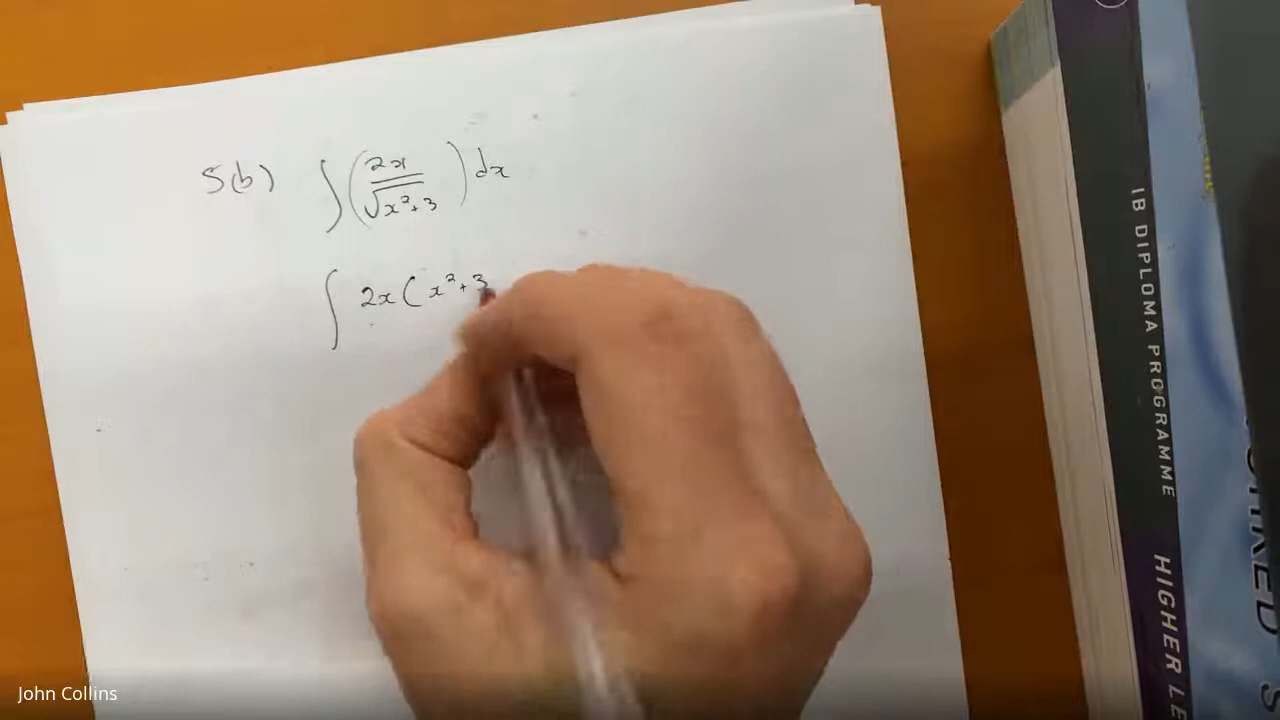 5(b) ∫(2x/√x²+3)dx
∫ 2x(x²+3
IB DIPLOMA PROGRAMME
HIGHER LE
John Collins